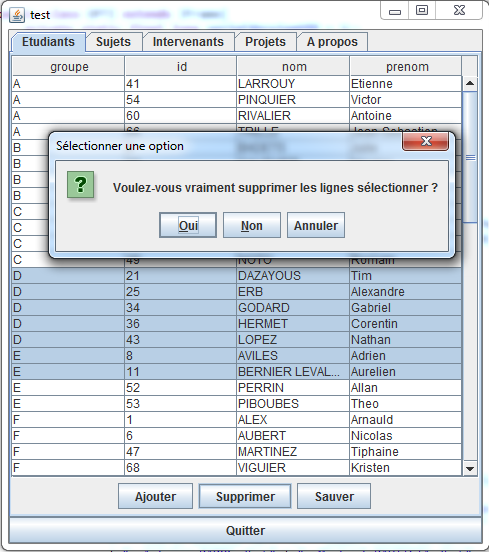 test
Etudiants Sujets Intervenants Projets A propos
groupe id nom prenom
A 41 LARROUY Etienne
A 54 PINQUIER Victor
A 60 RIVALIER Antoine
A 66 TRILLE Jean-Sebastien
B
B
B
B
C
C
C
C 49 NOTO Romain
Sélectionner une option
Voulez-vous vraiment supprimer les lignes sélectionner ?
Oui Non Annuler
D 21 DAZAYOUS Tim
D 25 ERB Alexandre
D 34 GODARD Gabriel
D 36 HERMET Corentin
D 43 LOPEZ Nathan
E 8 AVILES Adrien
E 11 BERNIER LEVAL... Aurelien
E 52 PERRIN Allan
E 53 PIBOUBES Theo
F 1 ALEX Arnauld
F 6 AUBERT Nicolas
F 47 MARTINEZ Tiphaine
F 68 VIGUIER Kristen
Ajouter Supprimer Sauver
Quitter